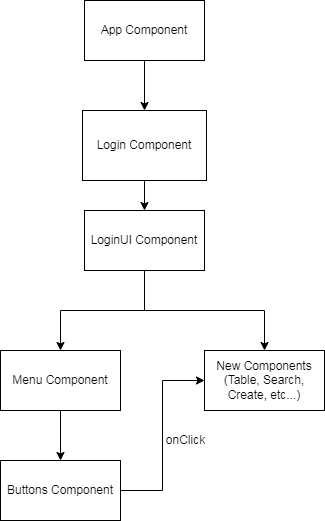 App Component
Login Component
LoginUI Component
Menu Component
New Components
(Table, Search,
Create, etc...)
onClick
Buttons Component